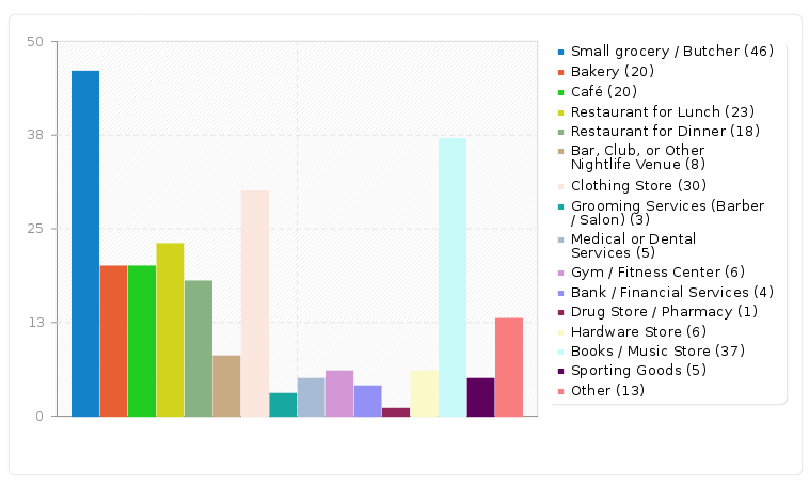 50
38
25
13
0
Small grocery / Butcher (46)
Bakery (20)
Café (20)
Restaurant for Lunch (23)
Restaurant for Dinner (18)
Bar, Club, or Other
Nightlife Venue (8)
Clothing Store (30)
Grooming Services (Barber
/ Salon) (3)
Medical or Dental
Services (5)
Gym / Fitness Center (6)
Bank / Financial Services (4)
Drug Store / Pharmacy (1)
Hardware Store (6)
Books / Music Store (37)
Sporting Goods (5)
Other (13)